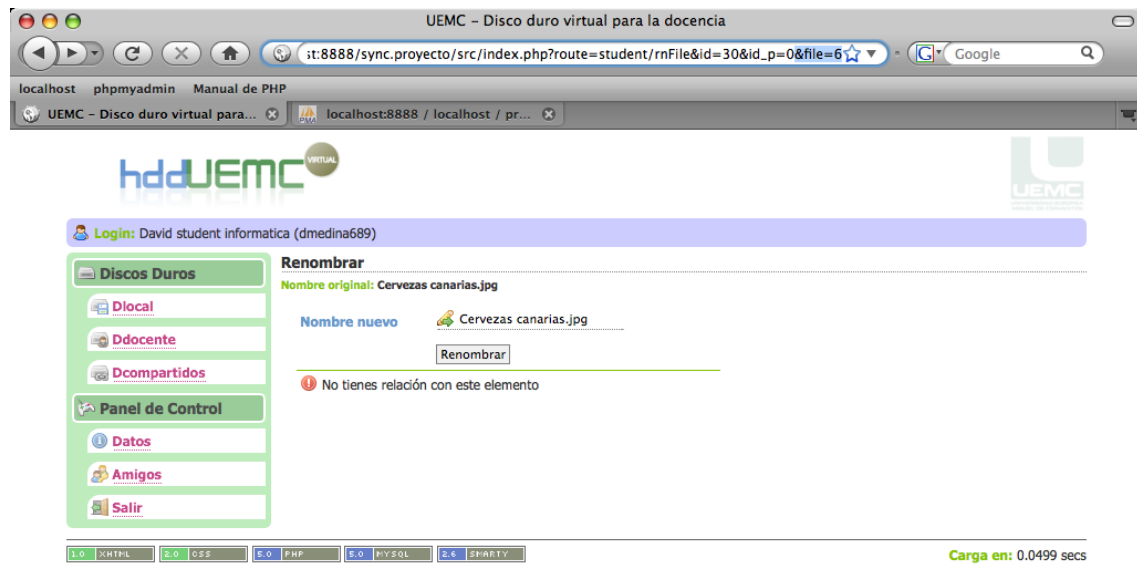 UEMC – Disco duro virtual para la docencia
st:8888/sync.proyecto/src/index.php?route=student/rnFile&id=30&id_p=0&file=6
G Google
localhost phpmyadmin Manual de PHP
UEMC – Disco duro virtual para... PMA localhost:8888 / localhost / pr...
hddUEMC VIRTUAL
UEMC
Login: David student informatica (dmedina689)
Discos Duros
Dlocal
Ddocente
Dcompartidos
Panel de Control
Datos
Amigos
Salir
Renombrar
Nombre original: Cervezas canarias.jpg
Nombre nuevo Cervezas canarias.jpg
Renombrar
No tienes relación con este elemento
1.0 XHTML 2.0 CSS 5.0 PHP 5.0 MYSQL 2.6 SMARTY
Carga en: 0.0499 secs